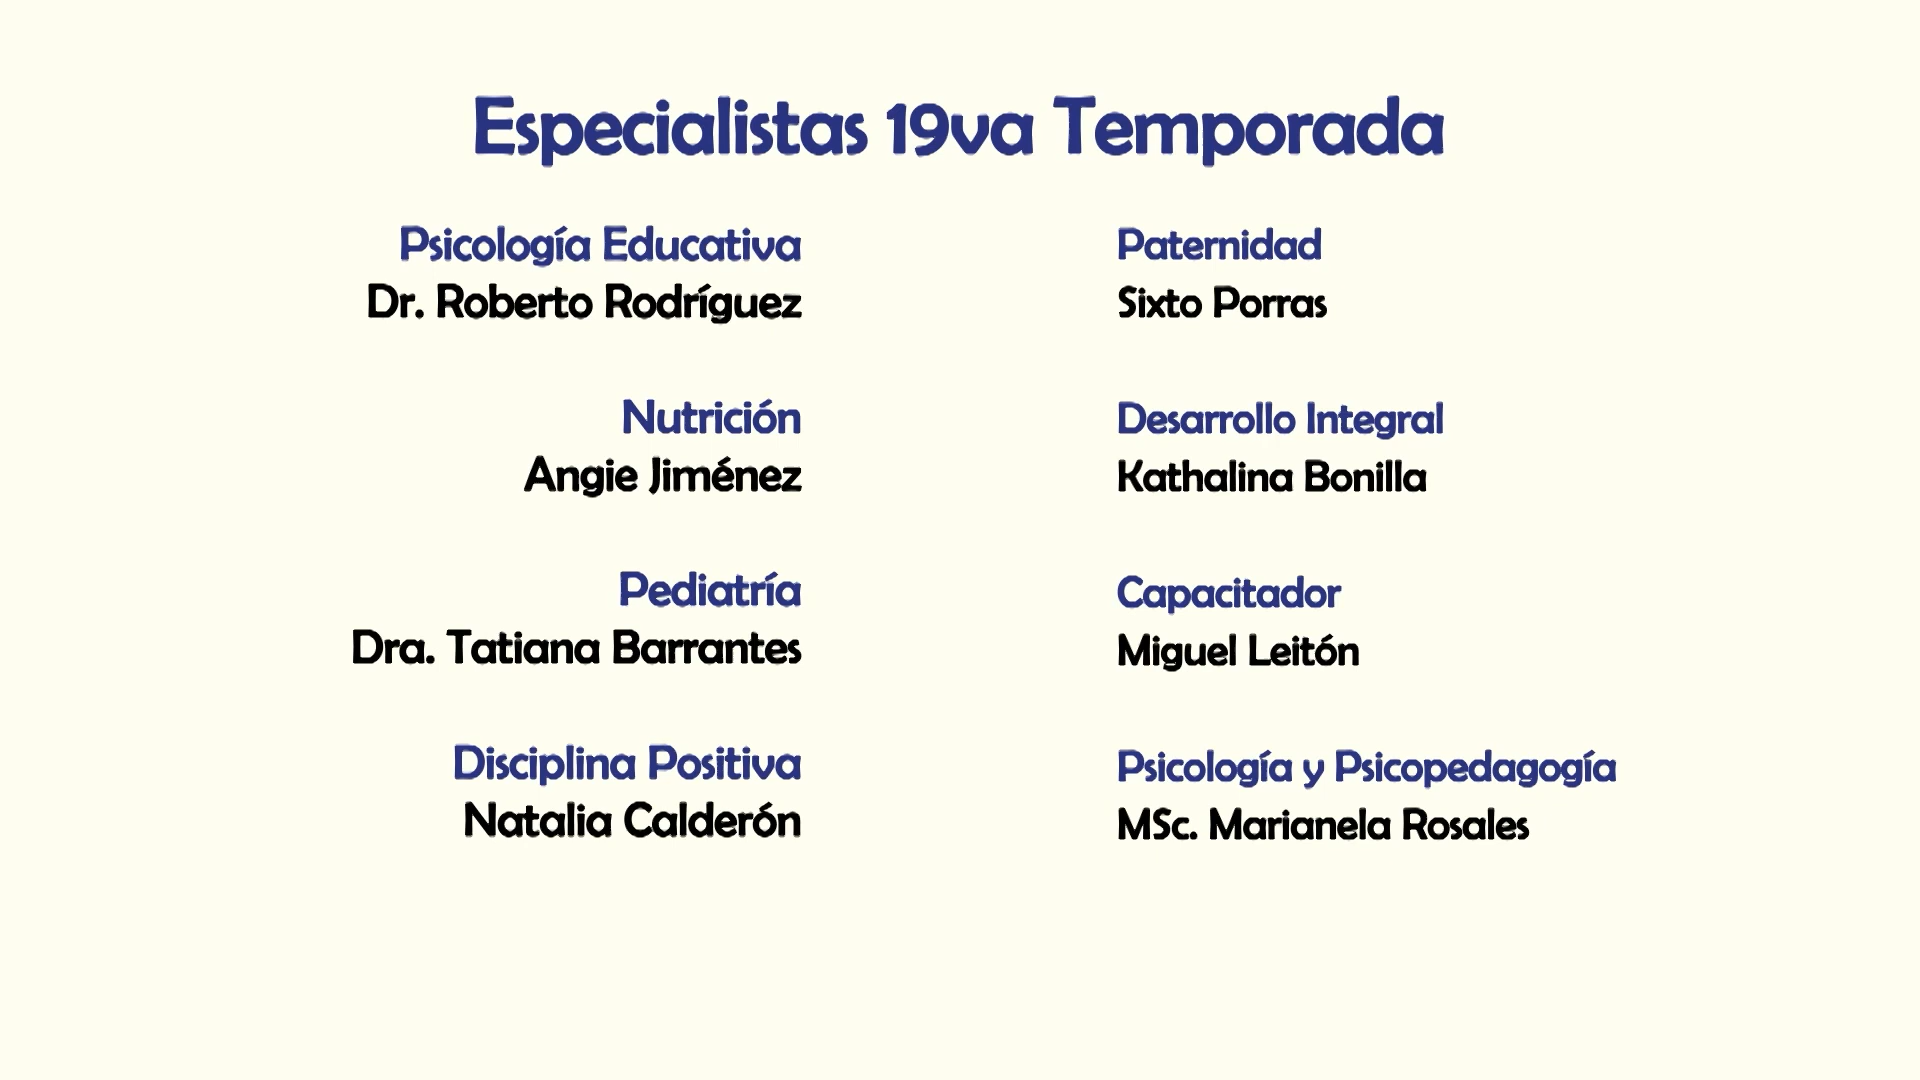 Especialistas 19va Temporada
Psicología Educativa
Dr. Roberto Rodríguez
Nutrición
Angie Jiménez
Pediatría
Dra. Tatiana Barrantes
Disciplina Positiva
Natalia Calderón
Paternidad
Sixto Porras
Desarrollo Integral
Kathalina Bonilla
Capacitador
Miguel Leitón
Psicología y Psicopedagogía
MSc. Marianela Rosales